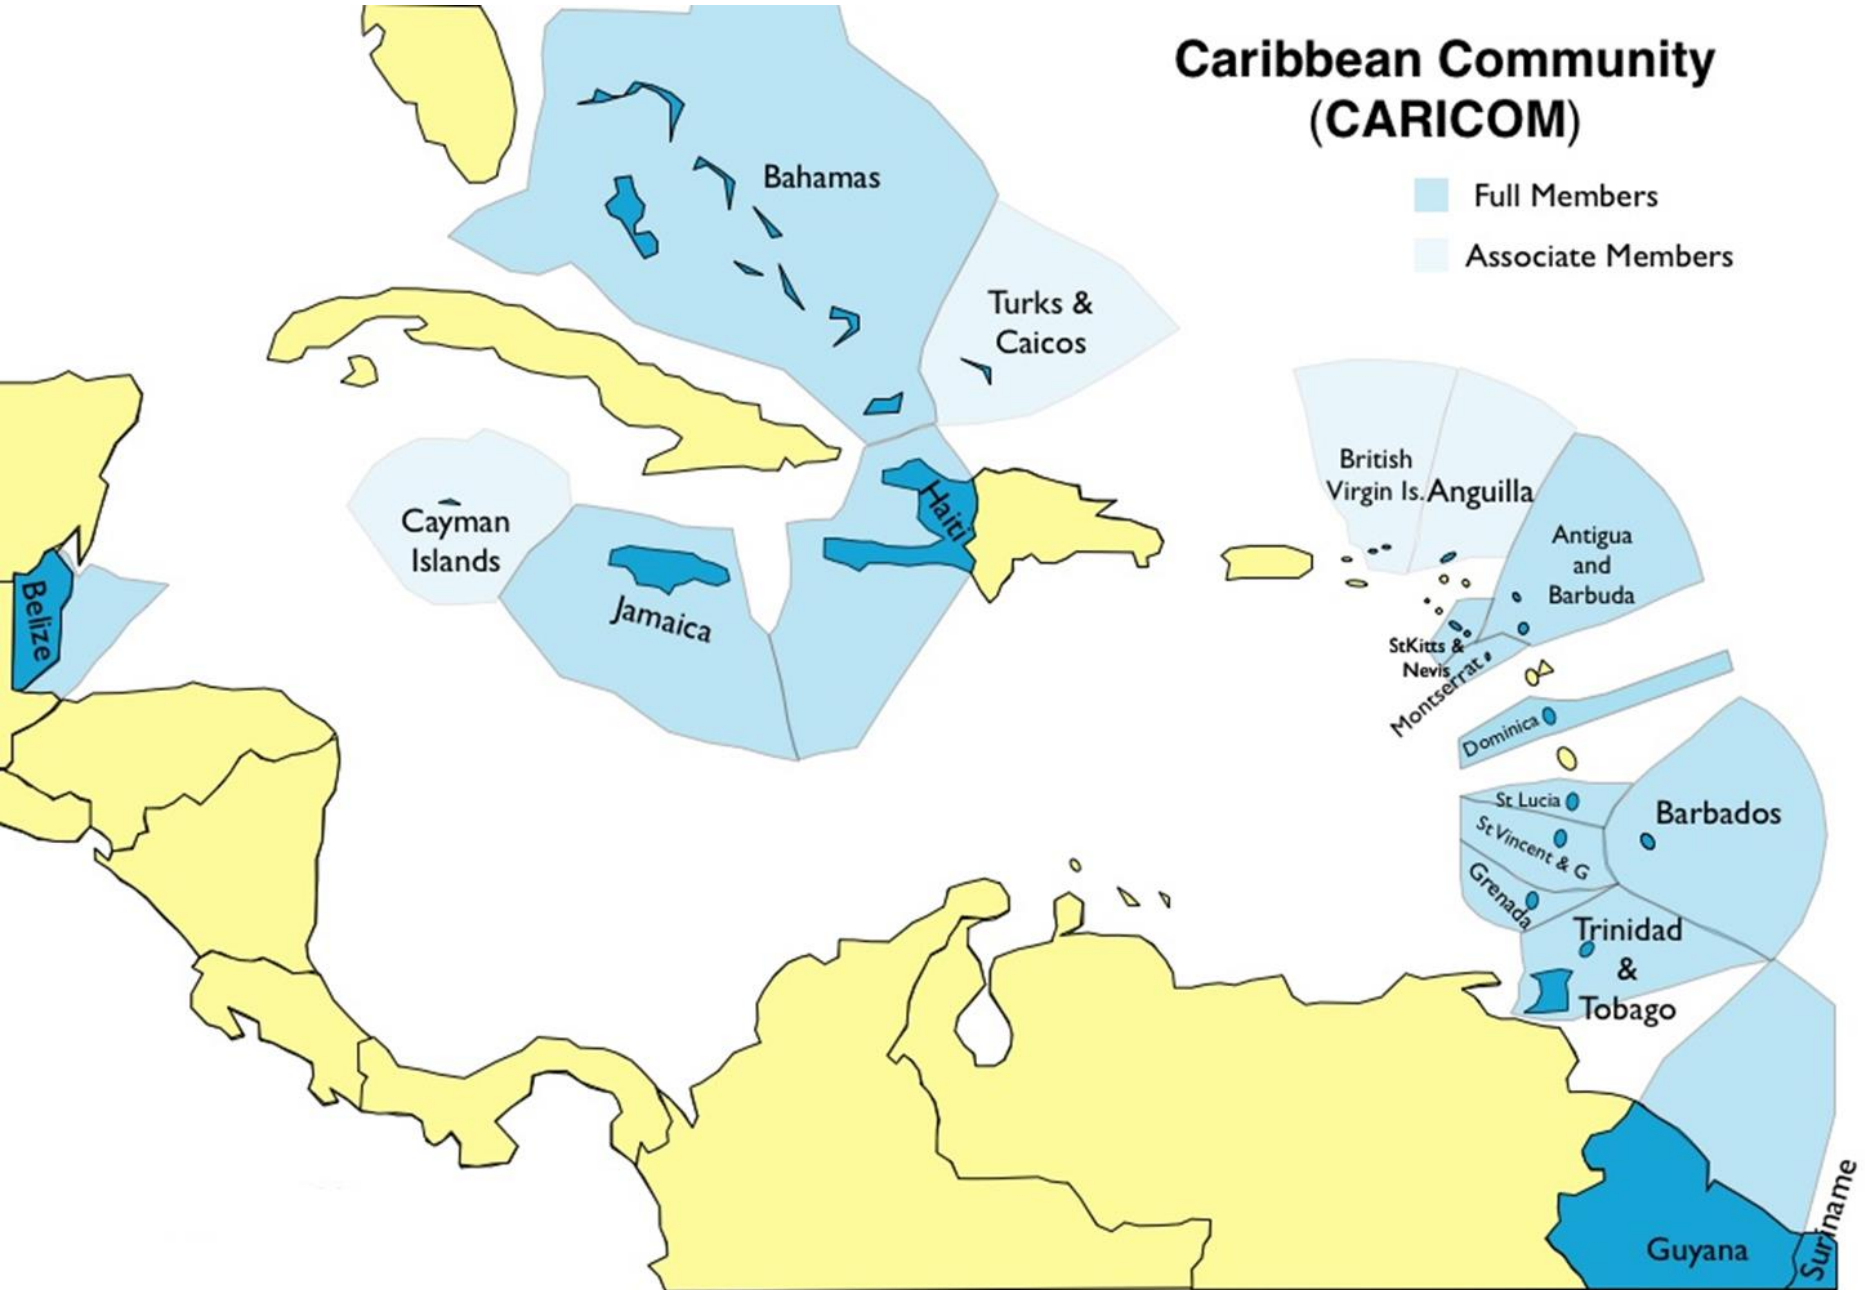 Caribbean Community
(CARICOM)
Full Members
Associate Members
Bahamas
Turks &
Caicos
British
Virgin Is.
Anguilla
Cayman
Islands
Haiti
Antigua
and
Barbuda
Belize
Jamaica
StKitts &
Nevis
Montserrat
Dominica
St Lucia
St Vincent & G
Barbados
Grenada
Trinidad
&
Tobago
Guyana
Suriname